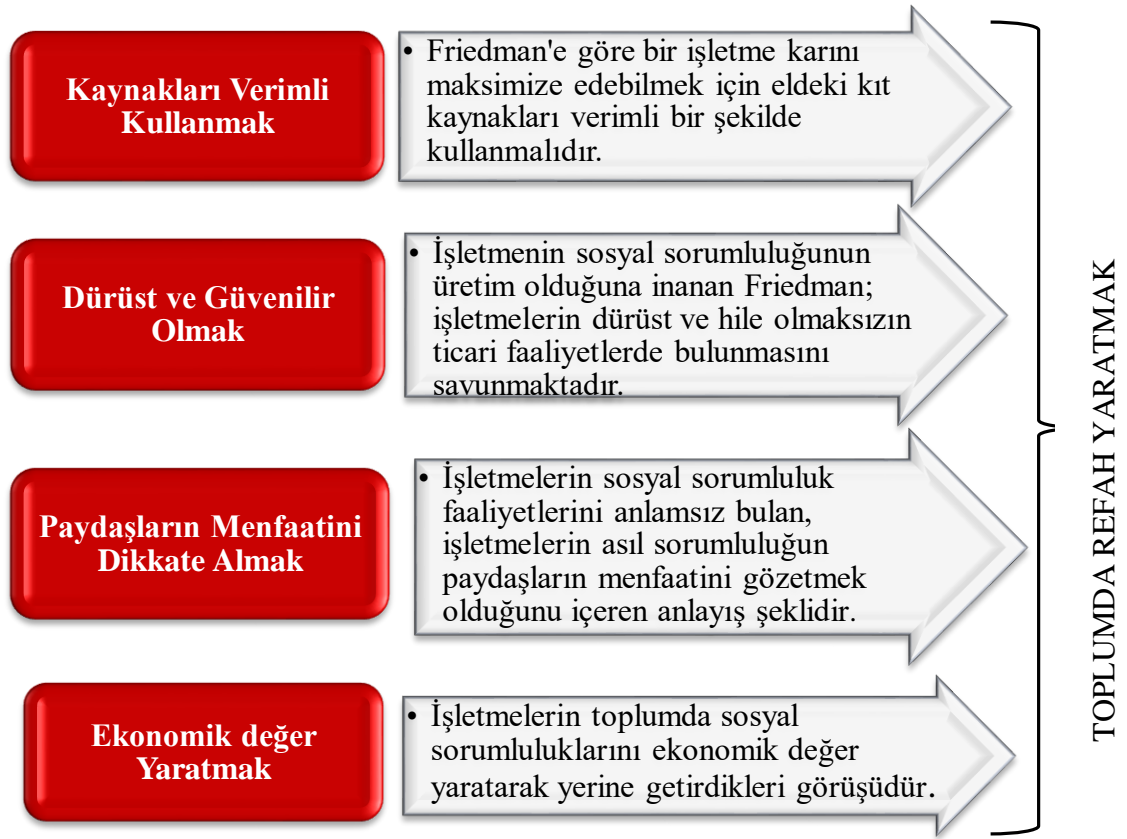 Kaynakları Verimli
Kullanmak
• Friedman'e göre bir işletme karını
maksimize edebilmek için eldeki kıt
kaynakları verimli bir şekilde
kullanmalıdır.
Dürüst ve Güvenilir
Olmak
• İşletmenin sosyal sorumluluğunun
üretim olduğuna inanan Friedman;
işletmelerin dürüst ve hile olmaksızın
ticari faaliyetlerde bulunmasını
savunmaktadır.
Paydaşların Menfaatini
Dikkate Almak
• İşletmelerin sosyal sorumluluk
faaliyetlerini anlamsız bulan,
işletmelerin asıl sorumluluğun
paydaşların menfaatini gözetmek
olduğunu içeren anlayış şeklidir.
Ekonomik değer
Yaratmak
• İşletmelerin toplumda sosyal
sorumluluklarını ekonomik değer
yaratarak yerine getirdikleri görüşüdür.
TOPLUMDA REFAH YARATMAK